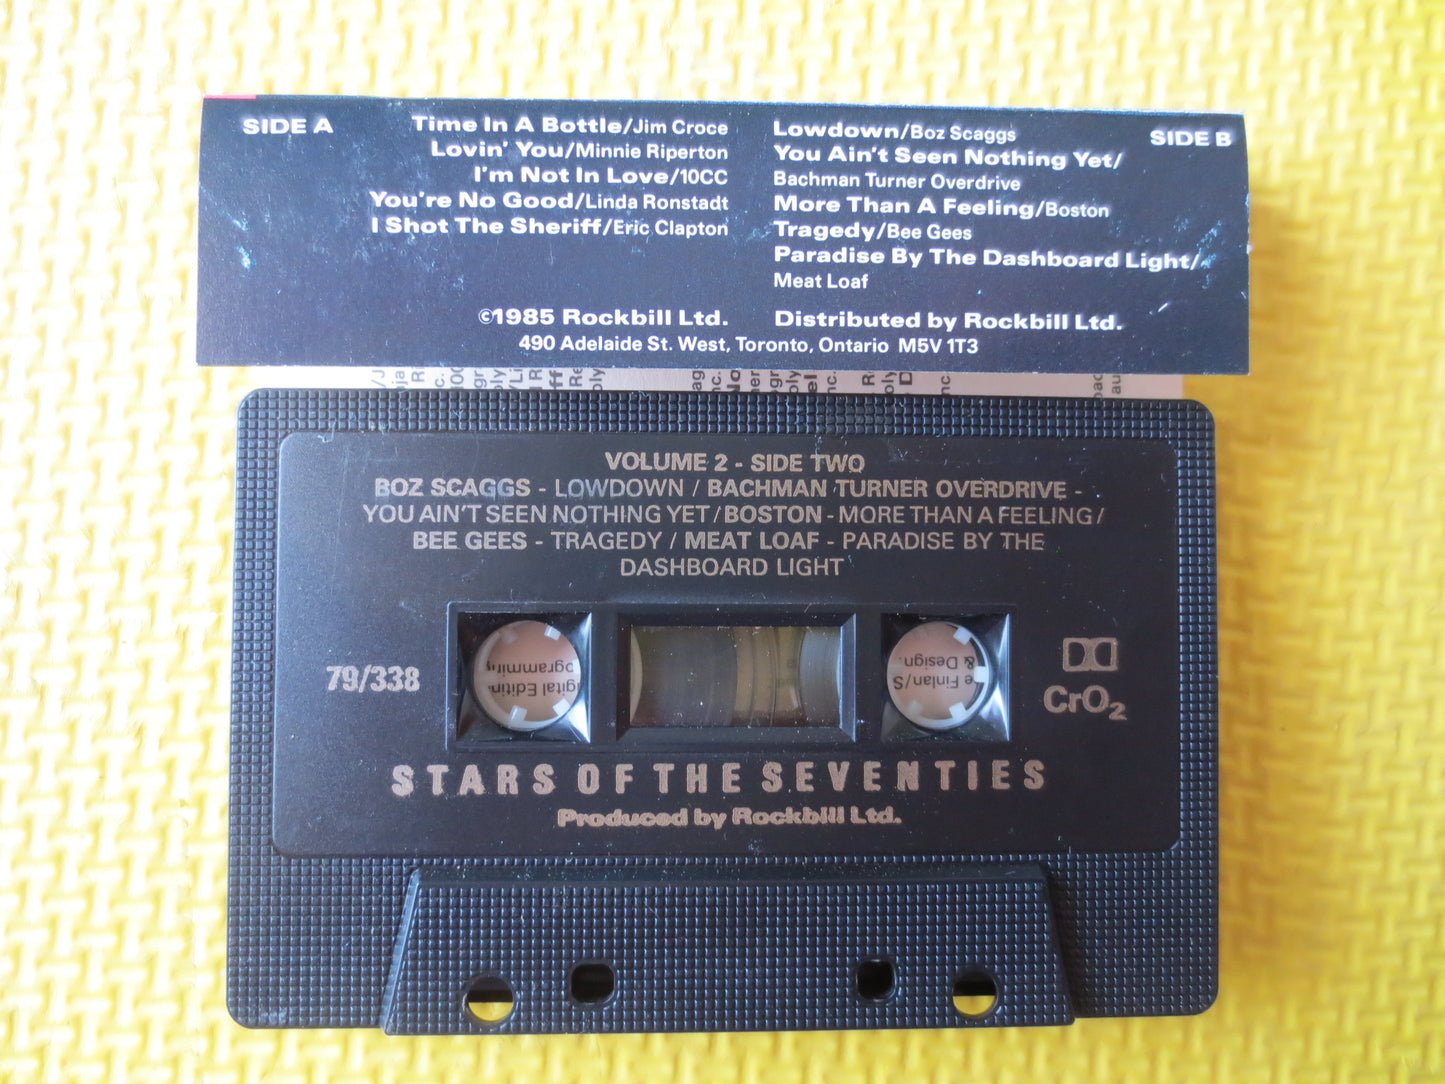 SIDE A
Time In A Bottle/Jim Croce
Lovin' You/Minnie Riperton
I'm Not In Love/10CC
You're No Good/Linda Ronstadt
I Shot The Sheriff/Eric Clapton
SIDE B
Lowdown/Boz Scaggs
You Ain't Seen Nothing Yet/
Bachman Turner Overdrive
More Than A Feeling/Boston
Tragedy/Bee Gees
Paradise By The Dashboard Light/
Meat Loaf
©1985 Rockbill Ltd.
Distributed by Rockbill Ltd.
490 Adelaide St. West, Toronto, Ontario M5V 1T3
VOLUME 2 - SIDE TWO
BOZ SCAGGS - LOWDOWN / BACHMAN TURNER OVERDRIVE -
YOU AIN'T SEEN NOTHING YET / BOSTON - MORE THAN A FEELING /
BEE GEES - TRAGEDY / MEAT LOAF - PARADISE BY THE
DASHBOARD LIGHT
79/338
CrO2
STARS OF THE SEVENTIES
Produced by Rockbill Ltd.
& Design.
e Finlan/S